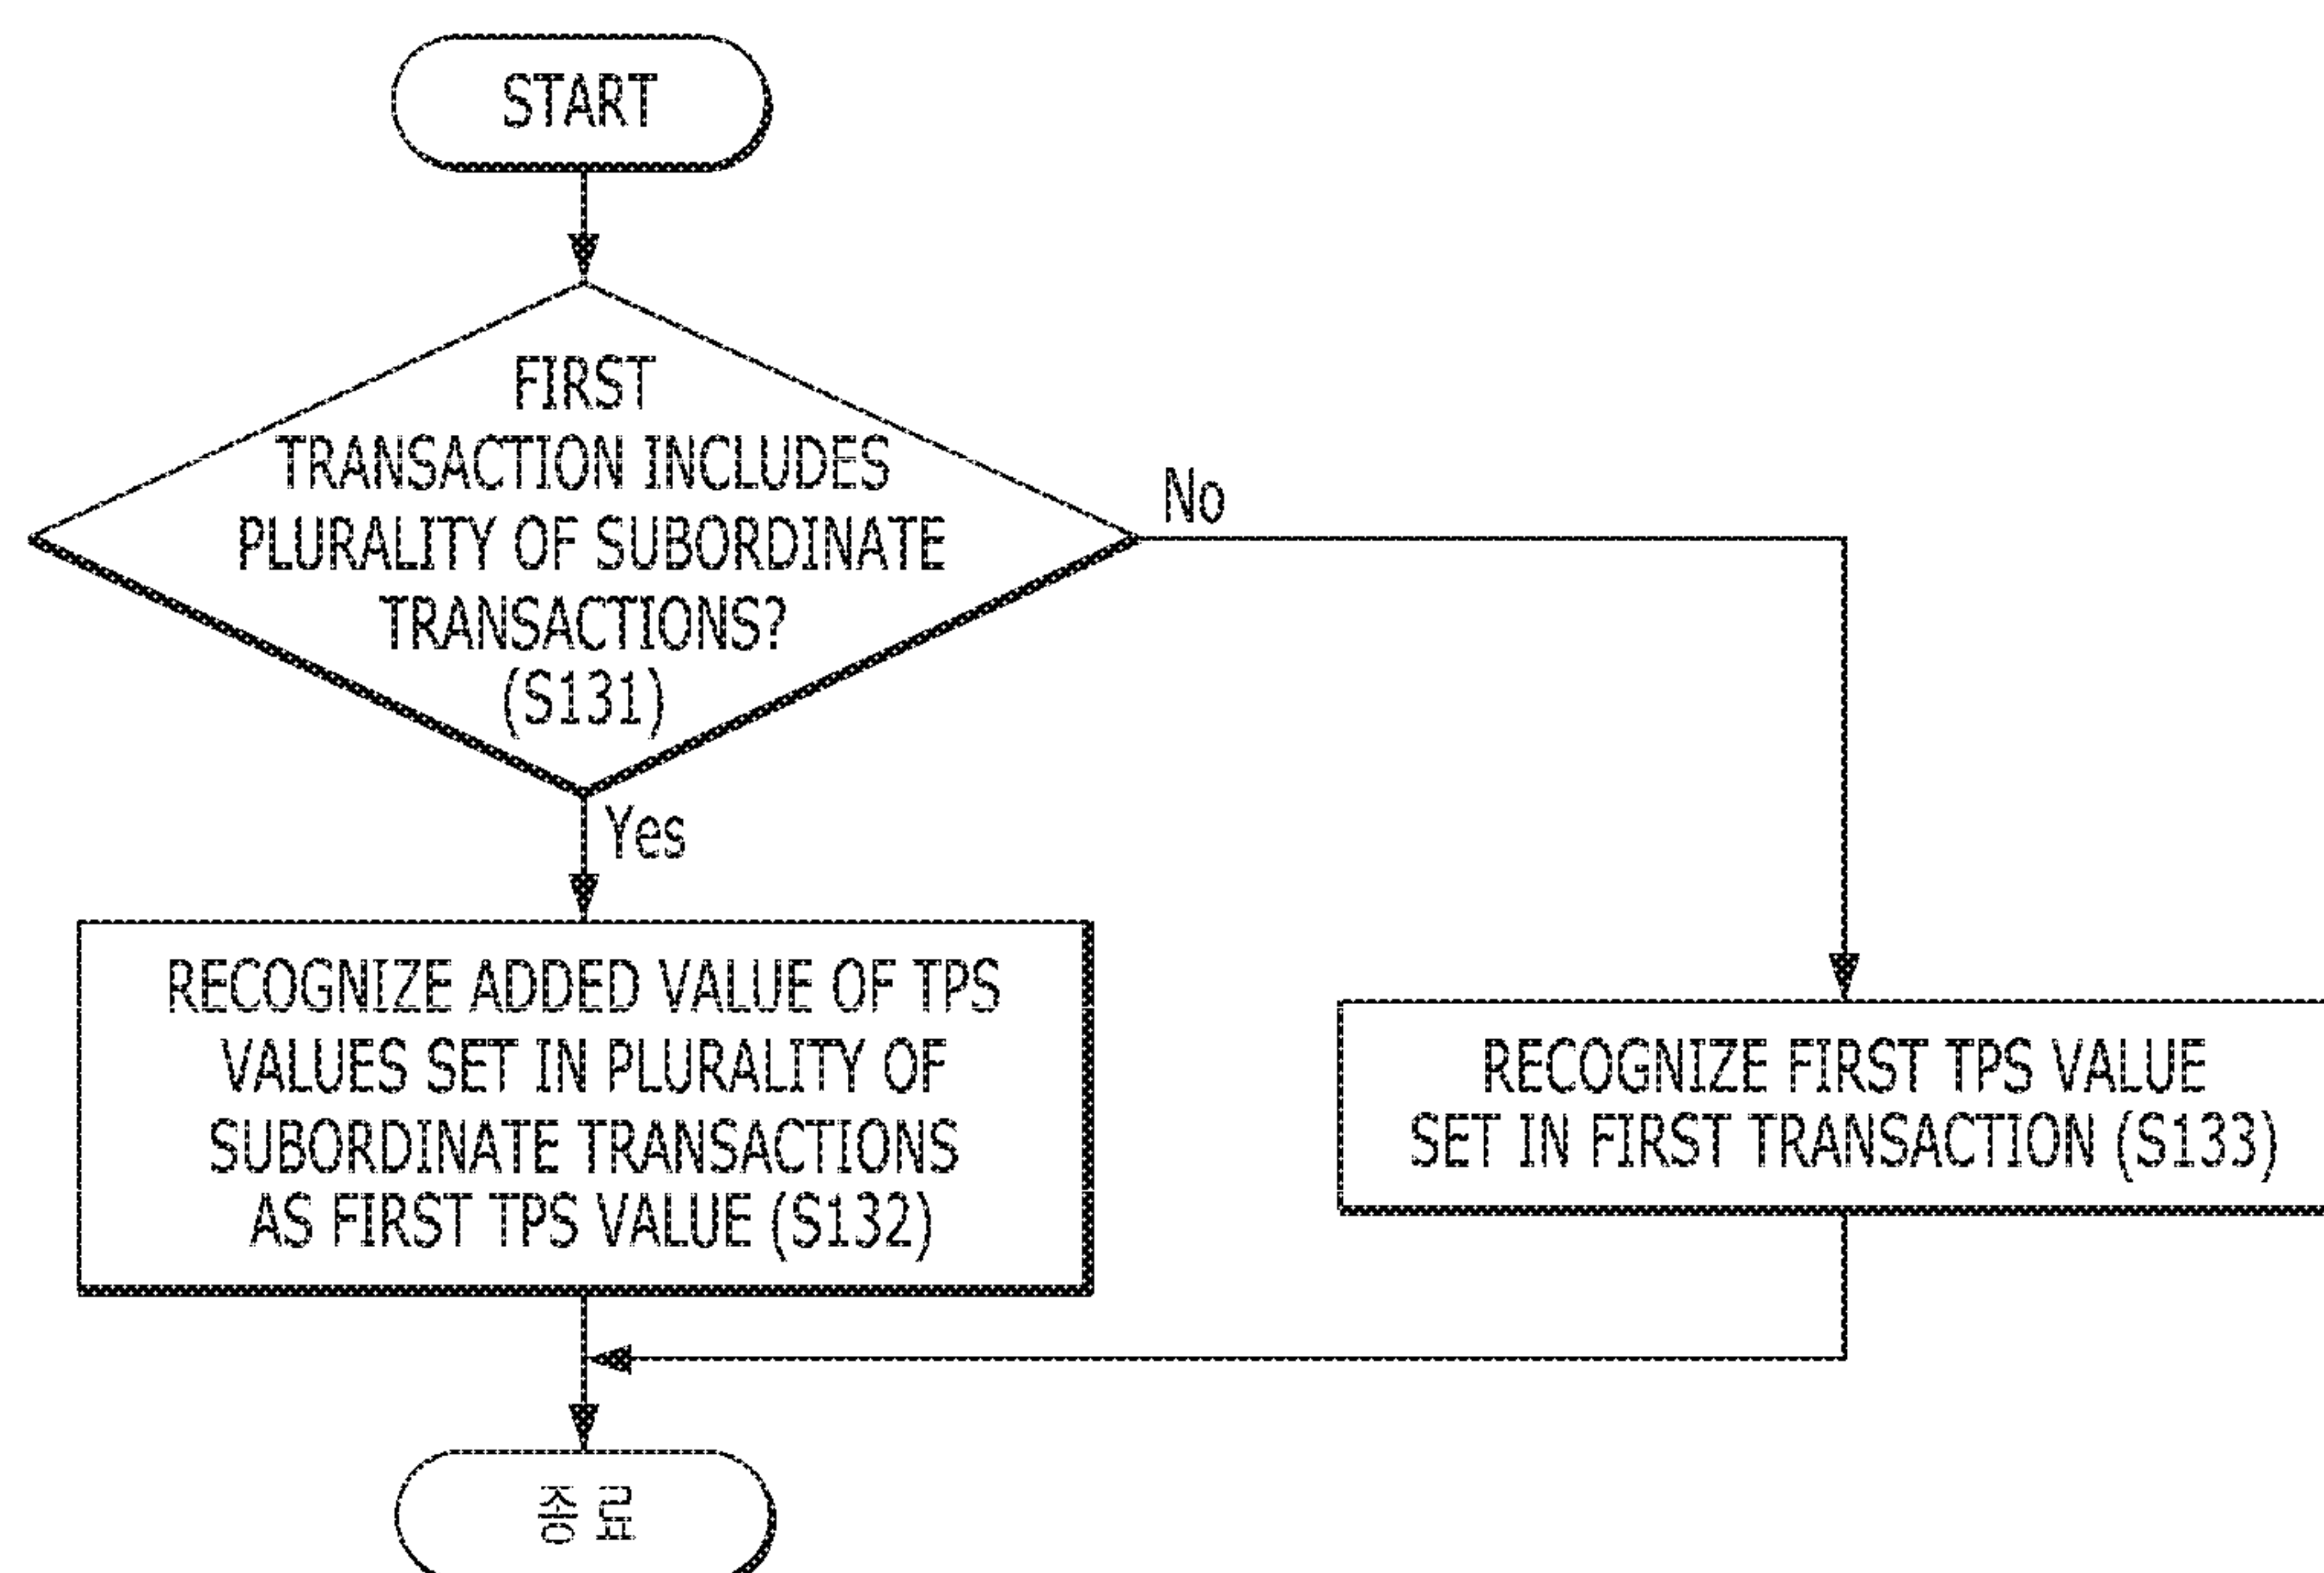 START
FIRST
TRANSACTION INCLUDES
PLURALITY OF SUBORDINATE
TRANSACTIONS?
(S131)
No
Yes
RECOGNIZE ADDED VALUE OF TPS
VALUES SET IN PLURALITY OF
SUBORDINATE TRANSACTIONS
AS FIRST TPS VALUE (S132)
RECOGNIZE FIRST TPS VALUE
SET IN FIRST TRANSACTION (S133)
종료